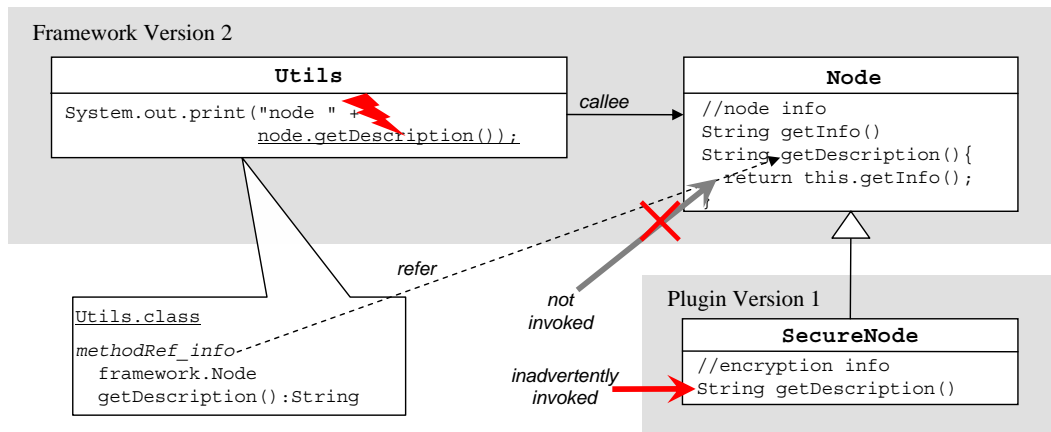 Framework Version 2
Utils
System.out.print("node " +
node.getDescription());
callee
Node
//node info
String getInfo()
String getDescription(){
return this.getInfo();
}
refer
not
invoked
Utils.class
methodRef_info
framework.Node
getDescription():String
inadvertently
invoked
Plugin Version 1
SecureNode
//encryption info
String getDescription()